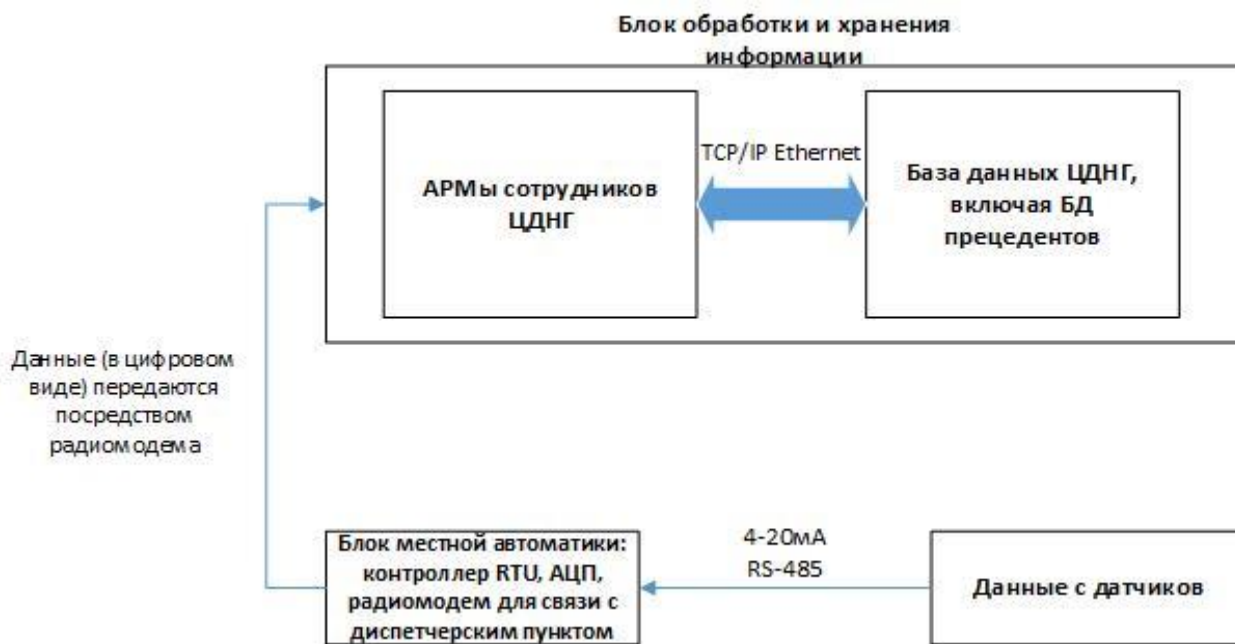 Блок обработки и хранения
информации
АРМы сотрудников
ЦДНГ
TCP/IP Ethernet
База данных ЦДНГ,
включая БД
прецедентов
Данные (в цифровом
виде) передаются
посредством
радиомодема
Блок местной автоматики:
контроллер RTU, АЦП,
радиомодем для связи с
диспетчерским пунктом
4-20мА
RS-485
Данные с датчиков